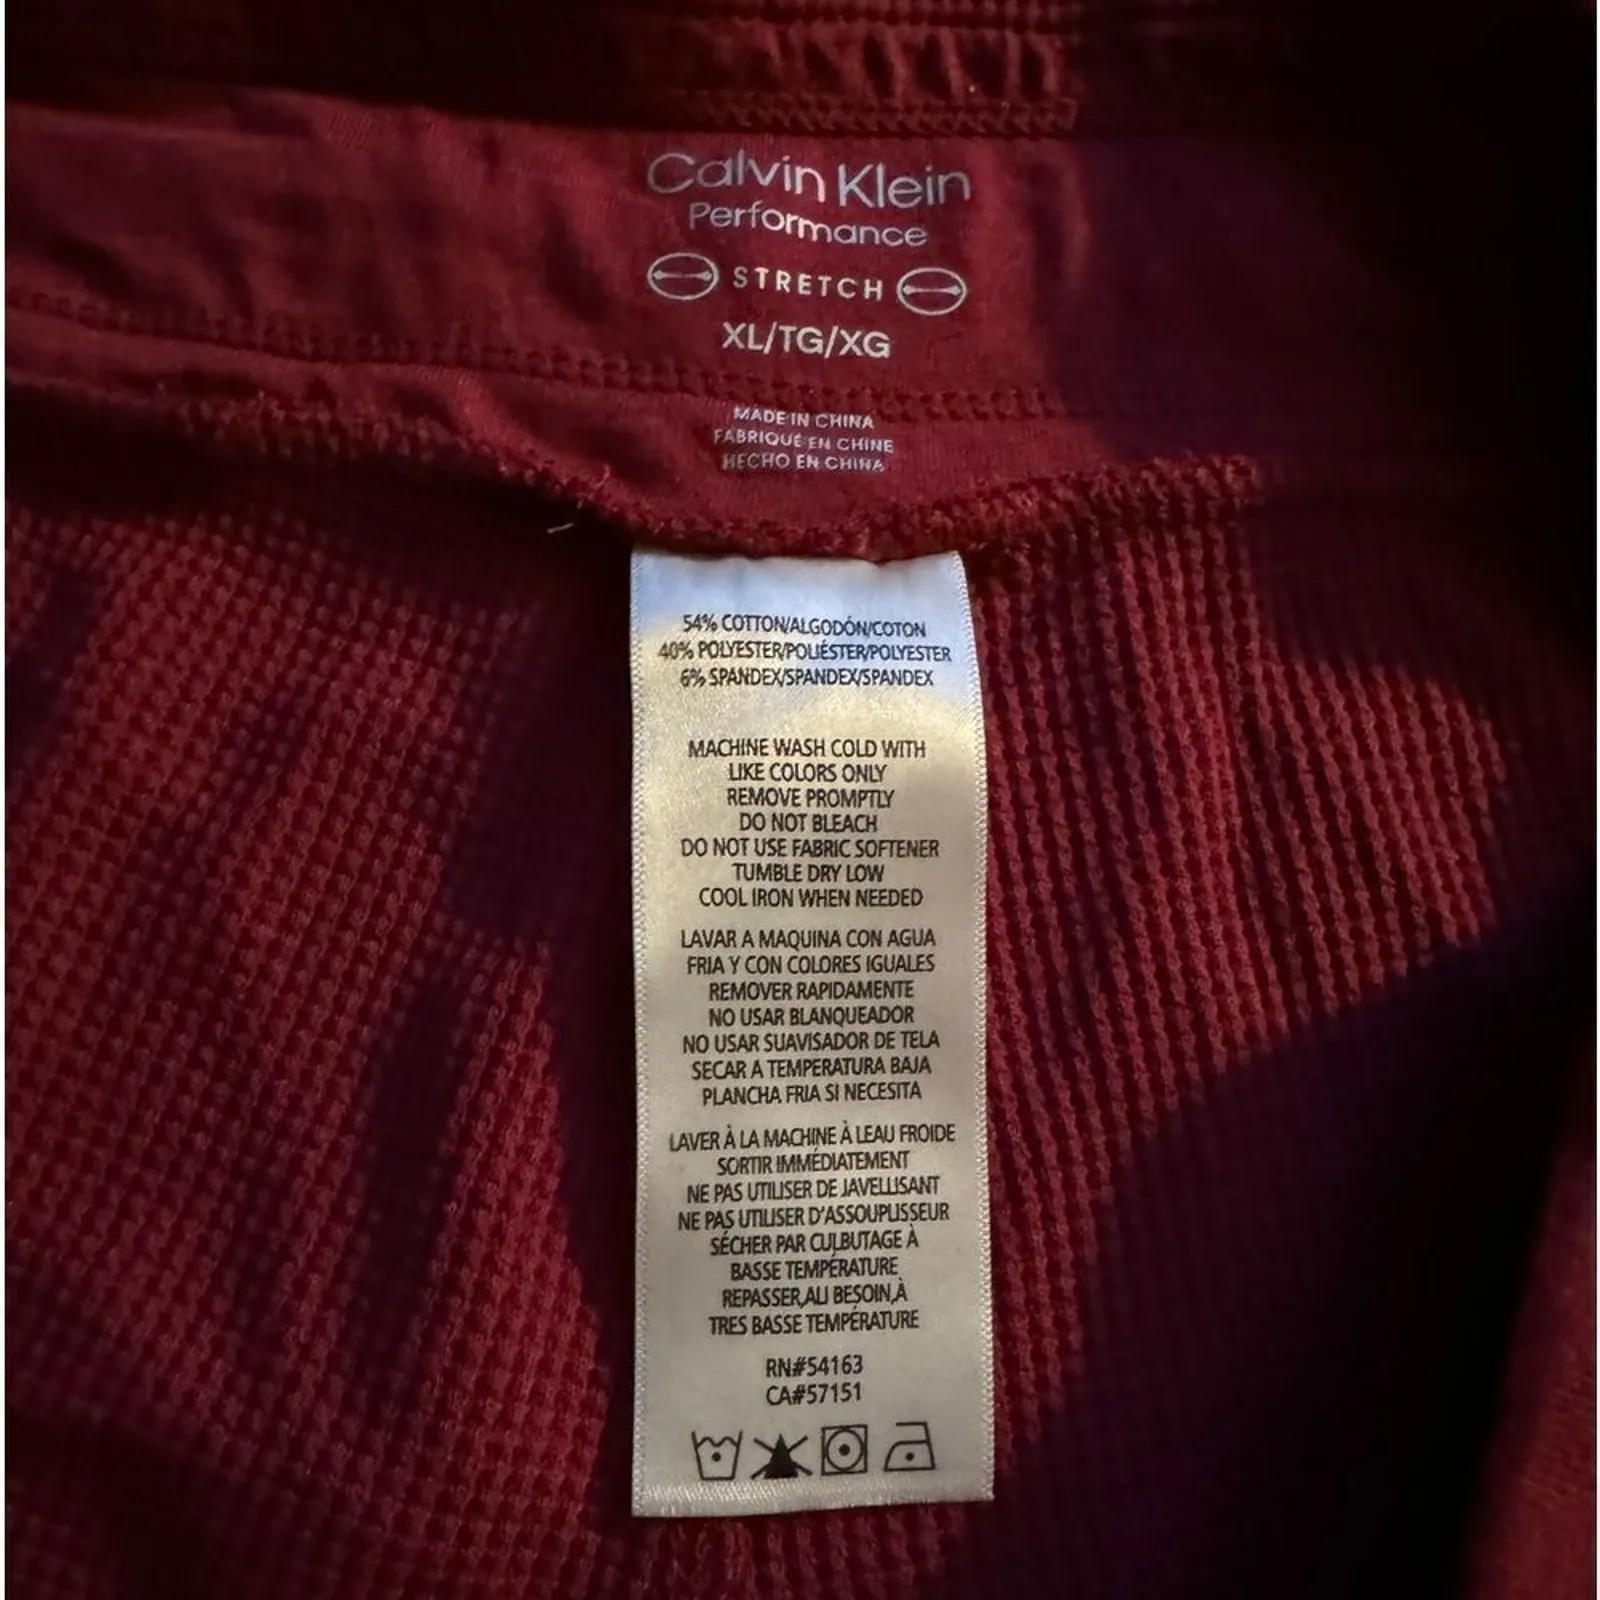 Calvin Klein
Performance
STRETCH
XL/TG/XG
MADE IN CHINA
FABRIQUÉ EN CHINE
HECHO EN CHINA
54% COTTON/ALGODÓN/COTON
40% POLYESTER/POLIÉSTER/POLYESTER
6% SPANDEX/SPANDEX/SPANDEX
MACHINE WASH COLD WITH
LIKE COLORS ONLY
REMOVE PROMPTLY
DO NOT BLEACH
DO NOT USE FABRIC SOFTENER
TUMBLE DRY LOW
COOL IRON WHEN NEEDED
LAVAR A MAQUINA CON AGUA
FRIA Y CON COLORES IGUALES
REMOVER RAPIDAMENTE
NO USAR BLANQUEADOR
NO USAR SUAVISADOR DE TELA
SECAR A TEMPERATURA BAJA
PLANCHA FRIA SI NECESITA
LAVER À LA MACHINE À LEAU FROIDE
SORTIR IMMÉDIATEMENT
NE PAS UTILISER DE JAVELLISANT
NE PAS UTILISER D'ASSOUPLISSEUR
SÉCHER PAR CULBUTAGE À
BASSE TEMPÉRATURE
REPASSER,AU BESOIN,À
TRES BASSE TEMPÉRATURE
RN#54163
CA#57151